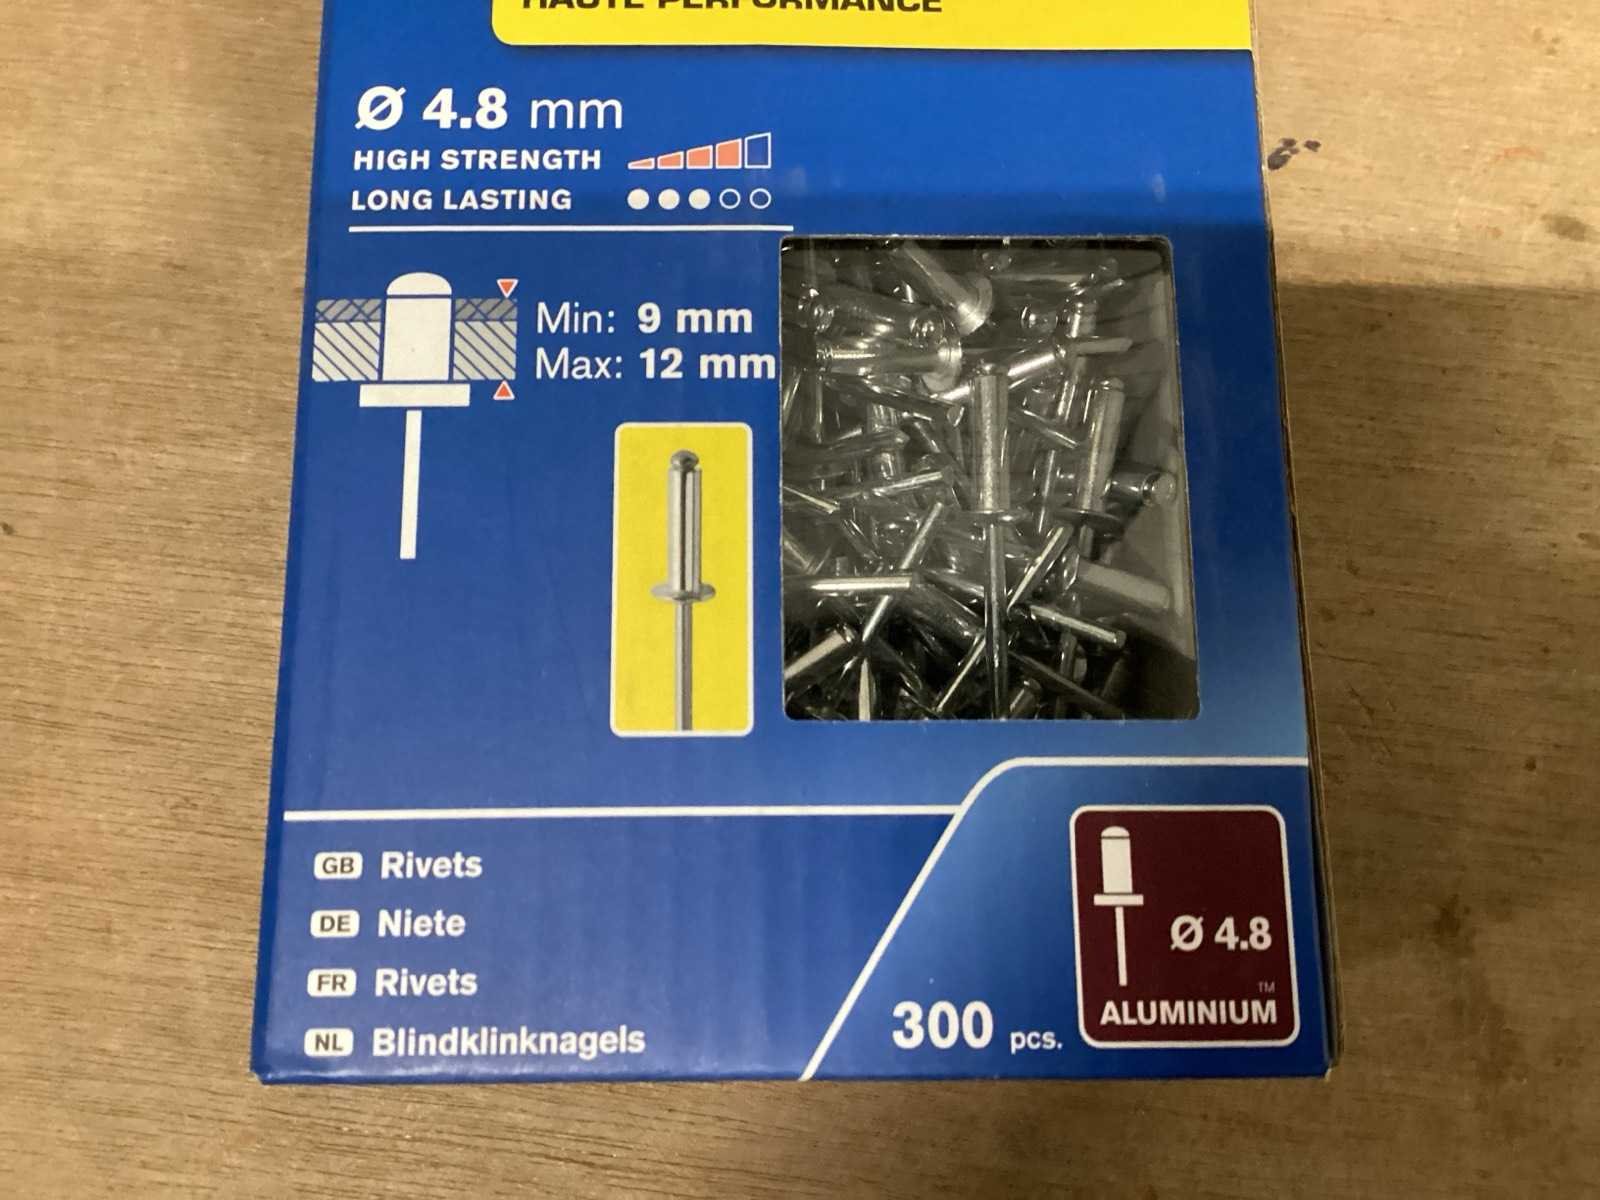 HAUTE PERFORMANCE
Ø 4.8 mm
HIGH STRENGTH
LONG LASTING
Min: 9 mm
Max: 12 mm
GB Rivets
DE Niete
FR Rivets
NL Blindklinknagels
300 pcs.
Ø 4.8
TM
ALUMINIUM